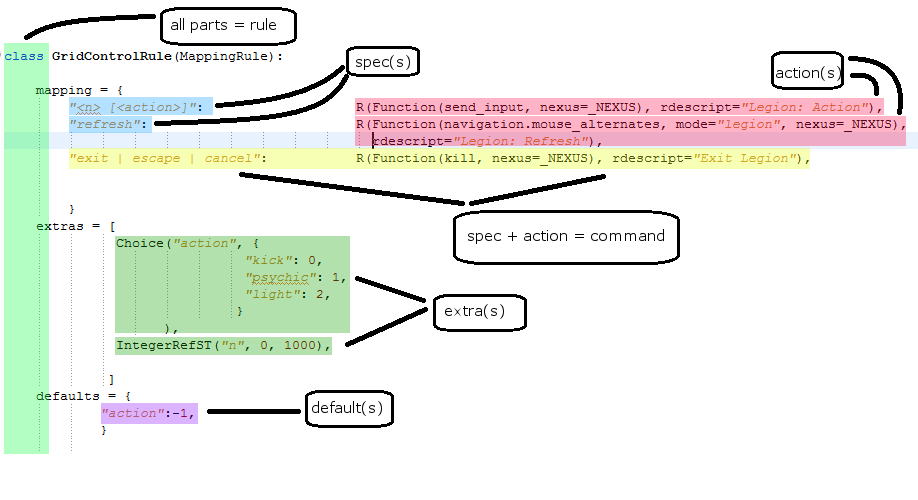 all parts = rule
class GridControlRule(MappingRule):
spec(s)
action(s)
mapping = {
"<n> [<action>]": R(Function(send_input, nexus=_NEXUS), rdescript="Legion: Action"),
"refresh": R(Function(navigation.mouse_alternates, mode="legion", nexus=_NEXUS),
rdescript="Legion: Refresh"),
"exit | escape | cancel": R(Function(kill, nexus=_NEXUS), rdescript="Exit Legion"),
}
spec + action = command
extras = [
Choice("action", {
"kick": 0,
"psychic": 1,
"light": 2,
}
),
extra(s)
IntegerRefST("n", 0, 1000),
]
defaults = {
"action":-1,
default(s)
}